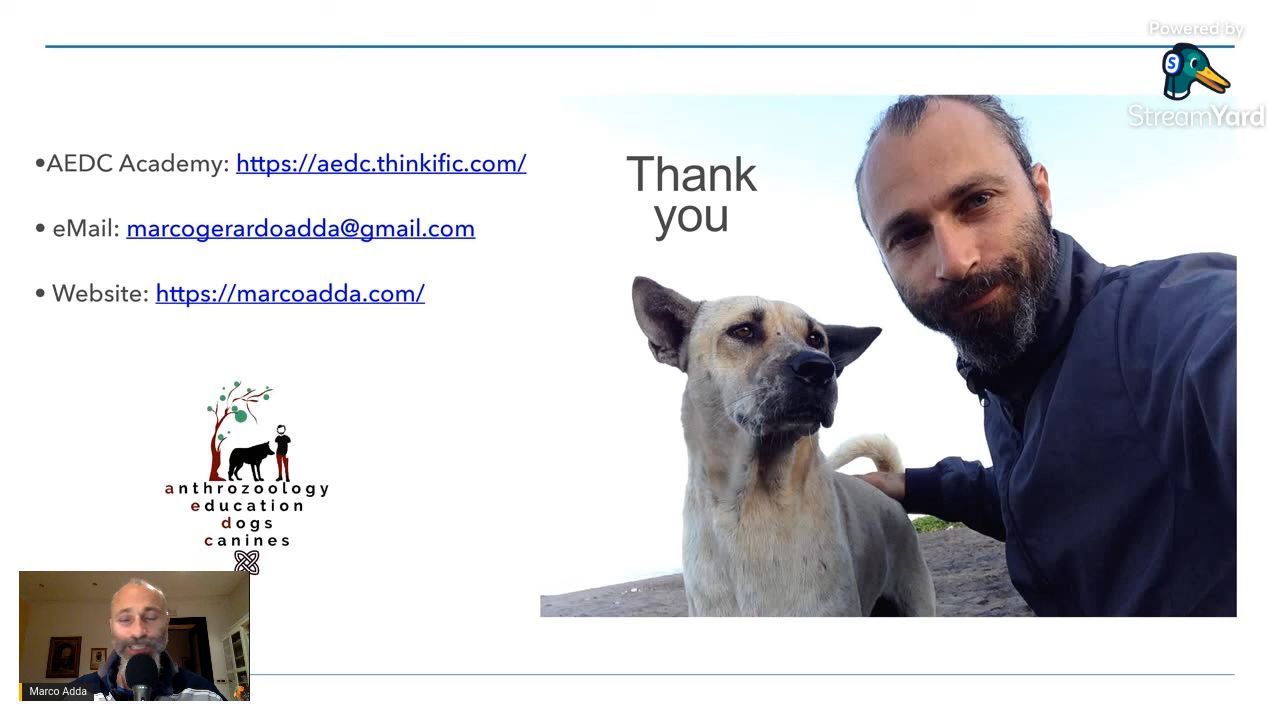 Powered by
StreamYard
•AEDC Academy: https://aedc.thinkific.com/
• eMail: marcogerardoadda@gmail.com
• Website: https://marcoadda.com/
Thank
you
anthrozoology
education
dogs
canines
Marco Adda